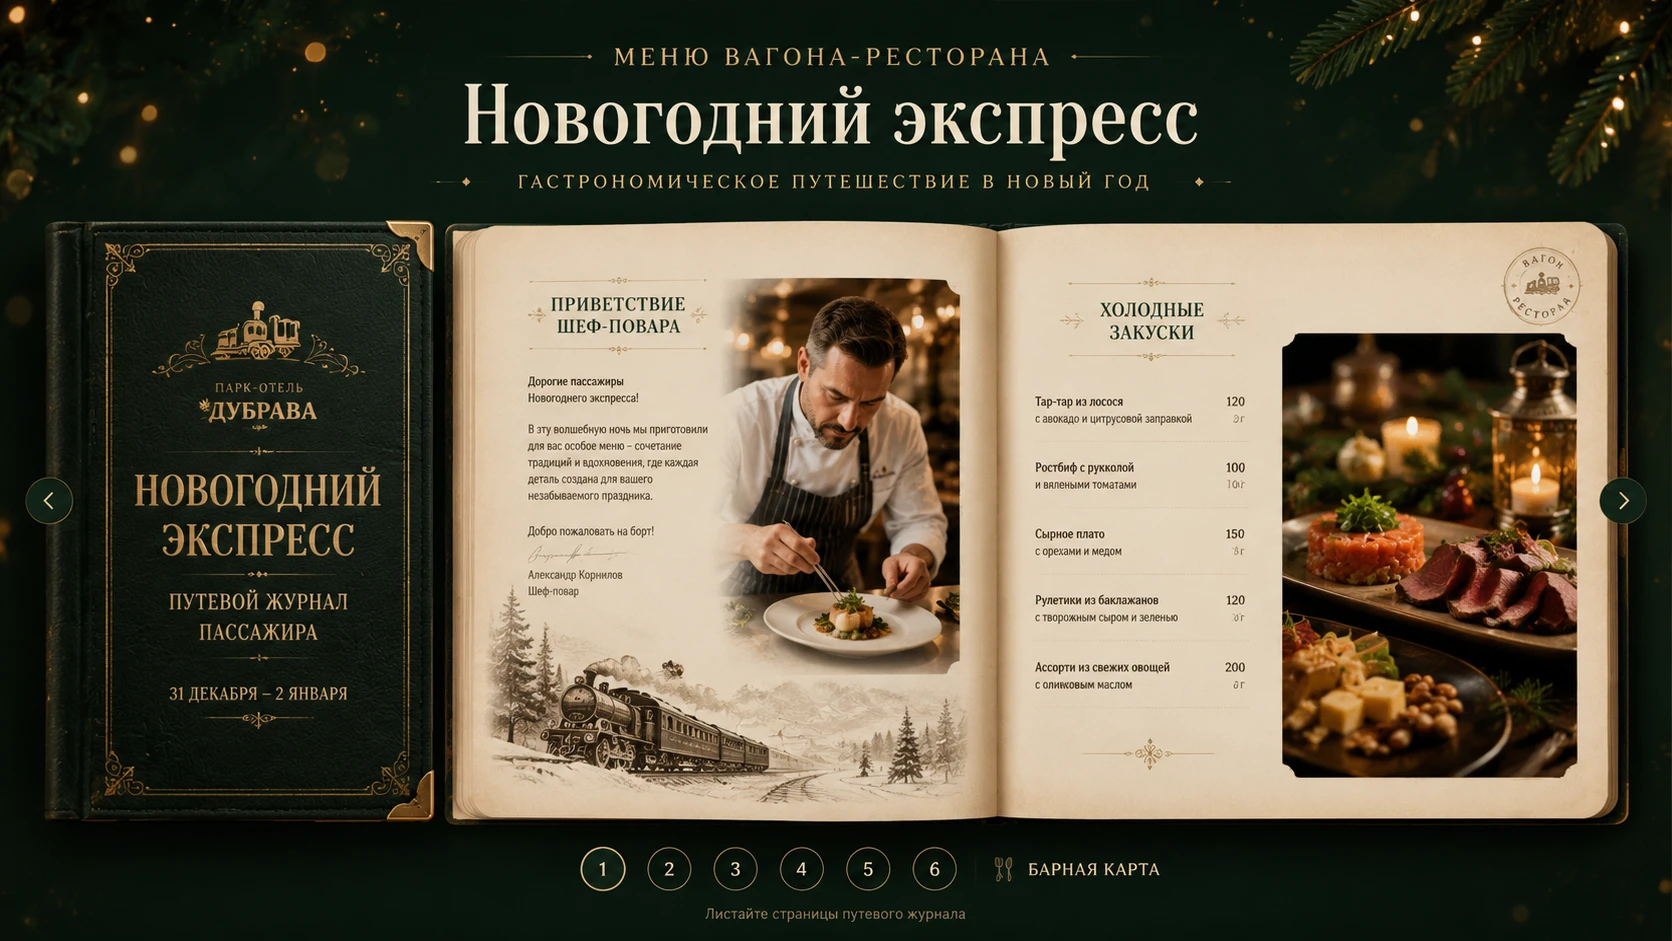 МЕНЮ ВАГОНА-РЕСТОРАНА
Новогодний экспресс
ГАСТРОНОМИЧЕСКОЕ ПУТЕШЕСТВИЕ В НОВЫЙ ГОД
ПАРК-ОТЕЛЬ
ДУБРАВА
НОВОГОДНИЙ
ЭКСПРЕСС
ПУТЕВОЙ ЖУРНАЛ
ПАССАЖИРА
31 ДЕКАБРЯ – 2 ЯНВАРЯ
ПРИВЕТСТВИЕ
ШЕФ-ПОВАРА
Дорогие пассажиры
Новогоднего экспресса!
В эту волшебную ночь мы приготовили
для вас особое меню – сочетание
традиций и вдохновения, где каждая
деталь создана для вашего
незабываемого праздника.
Добро пожаловать на борт!
Александр Корнилов
Шеф-повар
ХОЛОДНЫЕ
ЗАКУСКИ
Тар-тар из лосося 120
с авокадо и цитрусовой заправкой
Ростбиф с рукколой 100
и вялеными томатами
Сырное плато 150
с орехами и медом
Рулетики из баклажанов 120
с творожным сыром и зеленью
Ассорти из свежих овощей 200
с оливковым маслом
ВАГОН
РЕСТОРАД
1 2 3 4 5 6 БАРНАЯ КАРТА
Листайте страницы путевого журнала